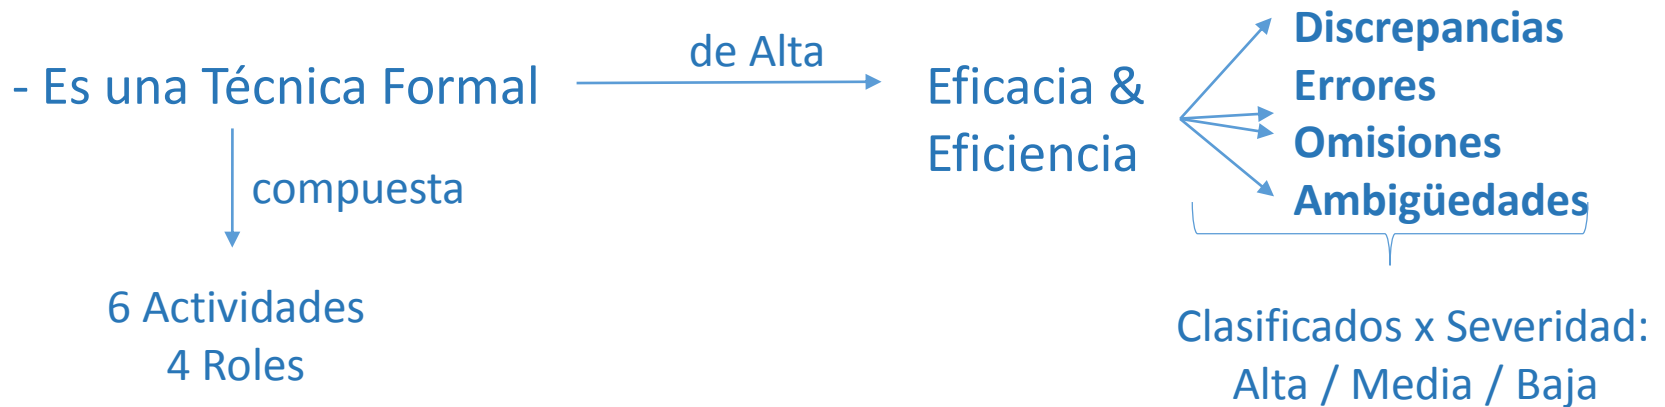 - Es una Técnica Formal
de Alta
Eficacia &
Eficiencia
Discrepancias
Errores
Omisiones
Ambigüedades
compuesta
6 Actividades
4 Roles
Clasificados x Severidad:
Alta / Media / Baja